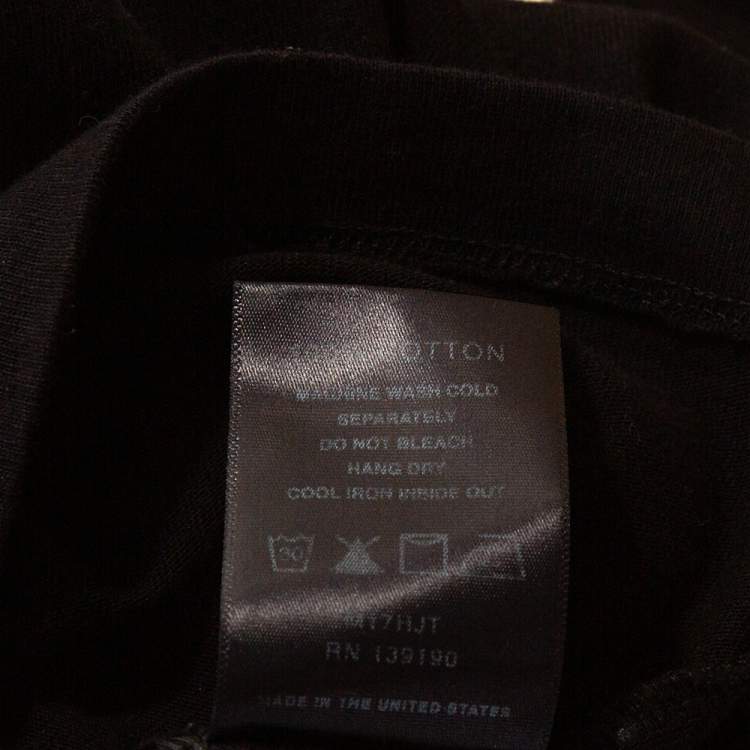 COTTON
MACHINE WASH COLD
SEPARATELY
DO NOT BLEACH
HANG DRY
COOL IRON INSIDE OUT
30
M17HJT
RN 139190
MADE IN THE UNITED STATES